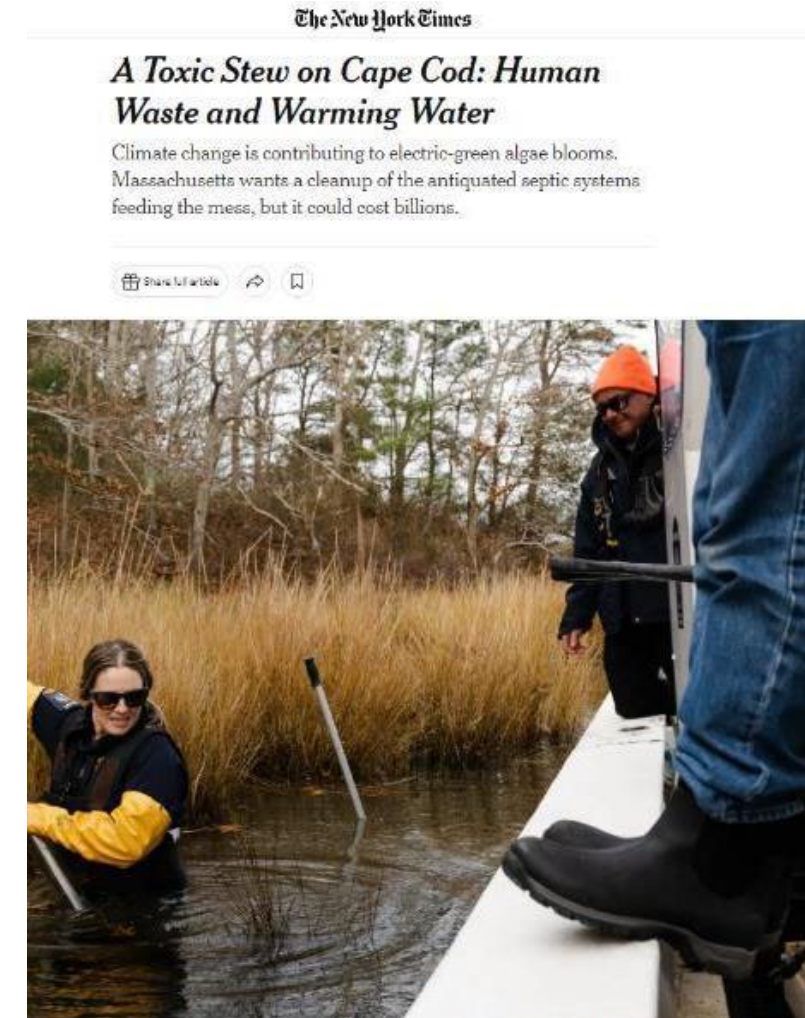 The New York Times
A Toxic Stew on Cape Cod: Human
Waste and Warming Water
Climate change is contributing to electric-green algae blooms.
Massachusetts wants a cleanup of the antiquated septic systems
feeding the mess, but it could cost billions.
Share full article